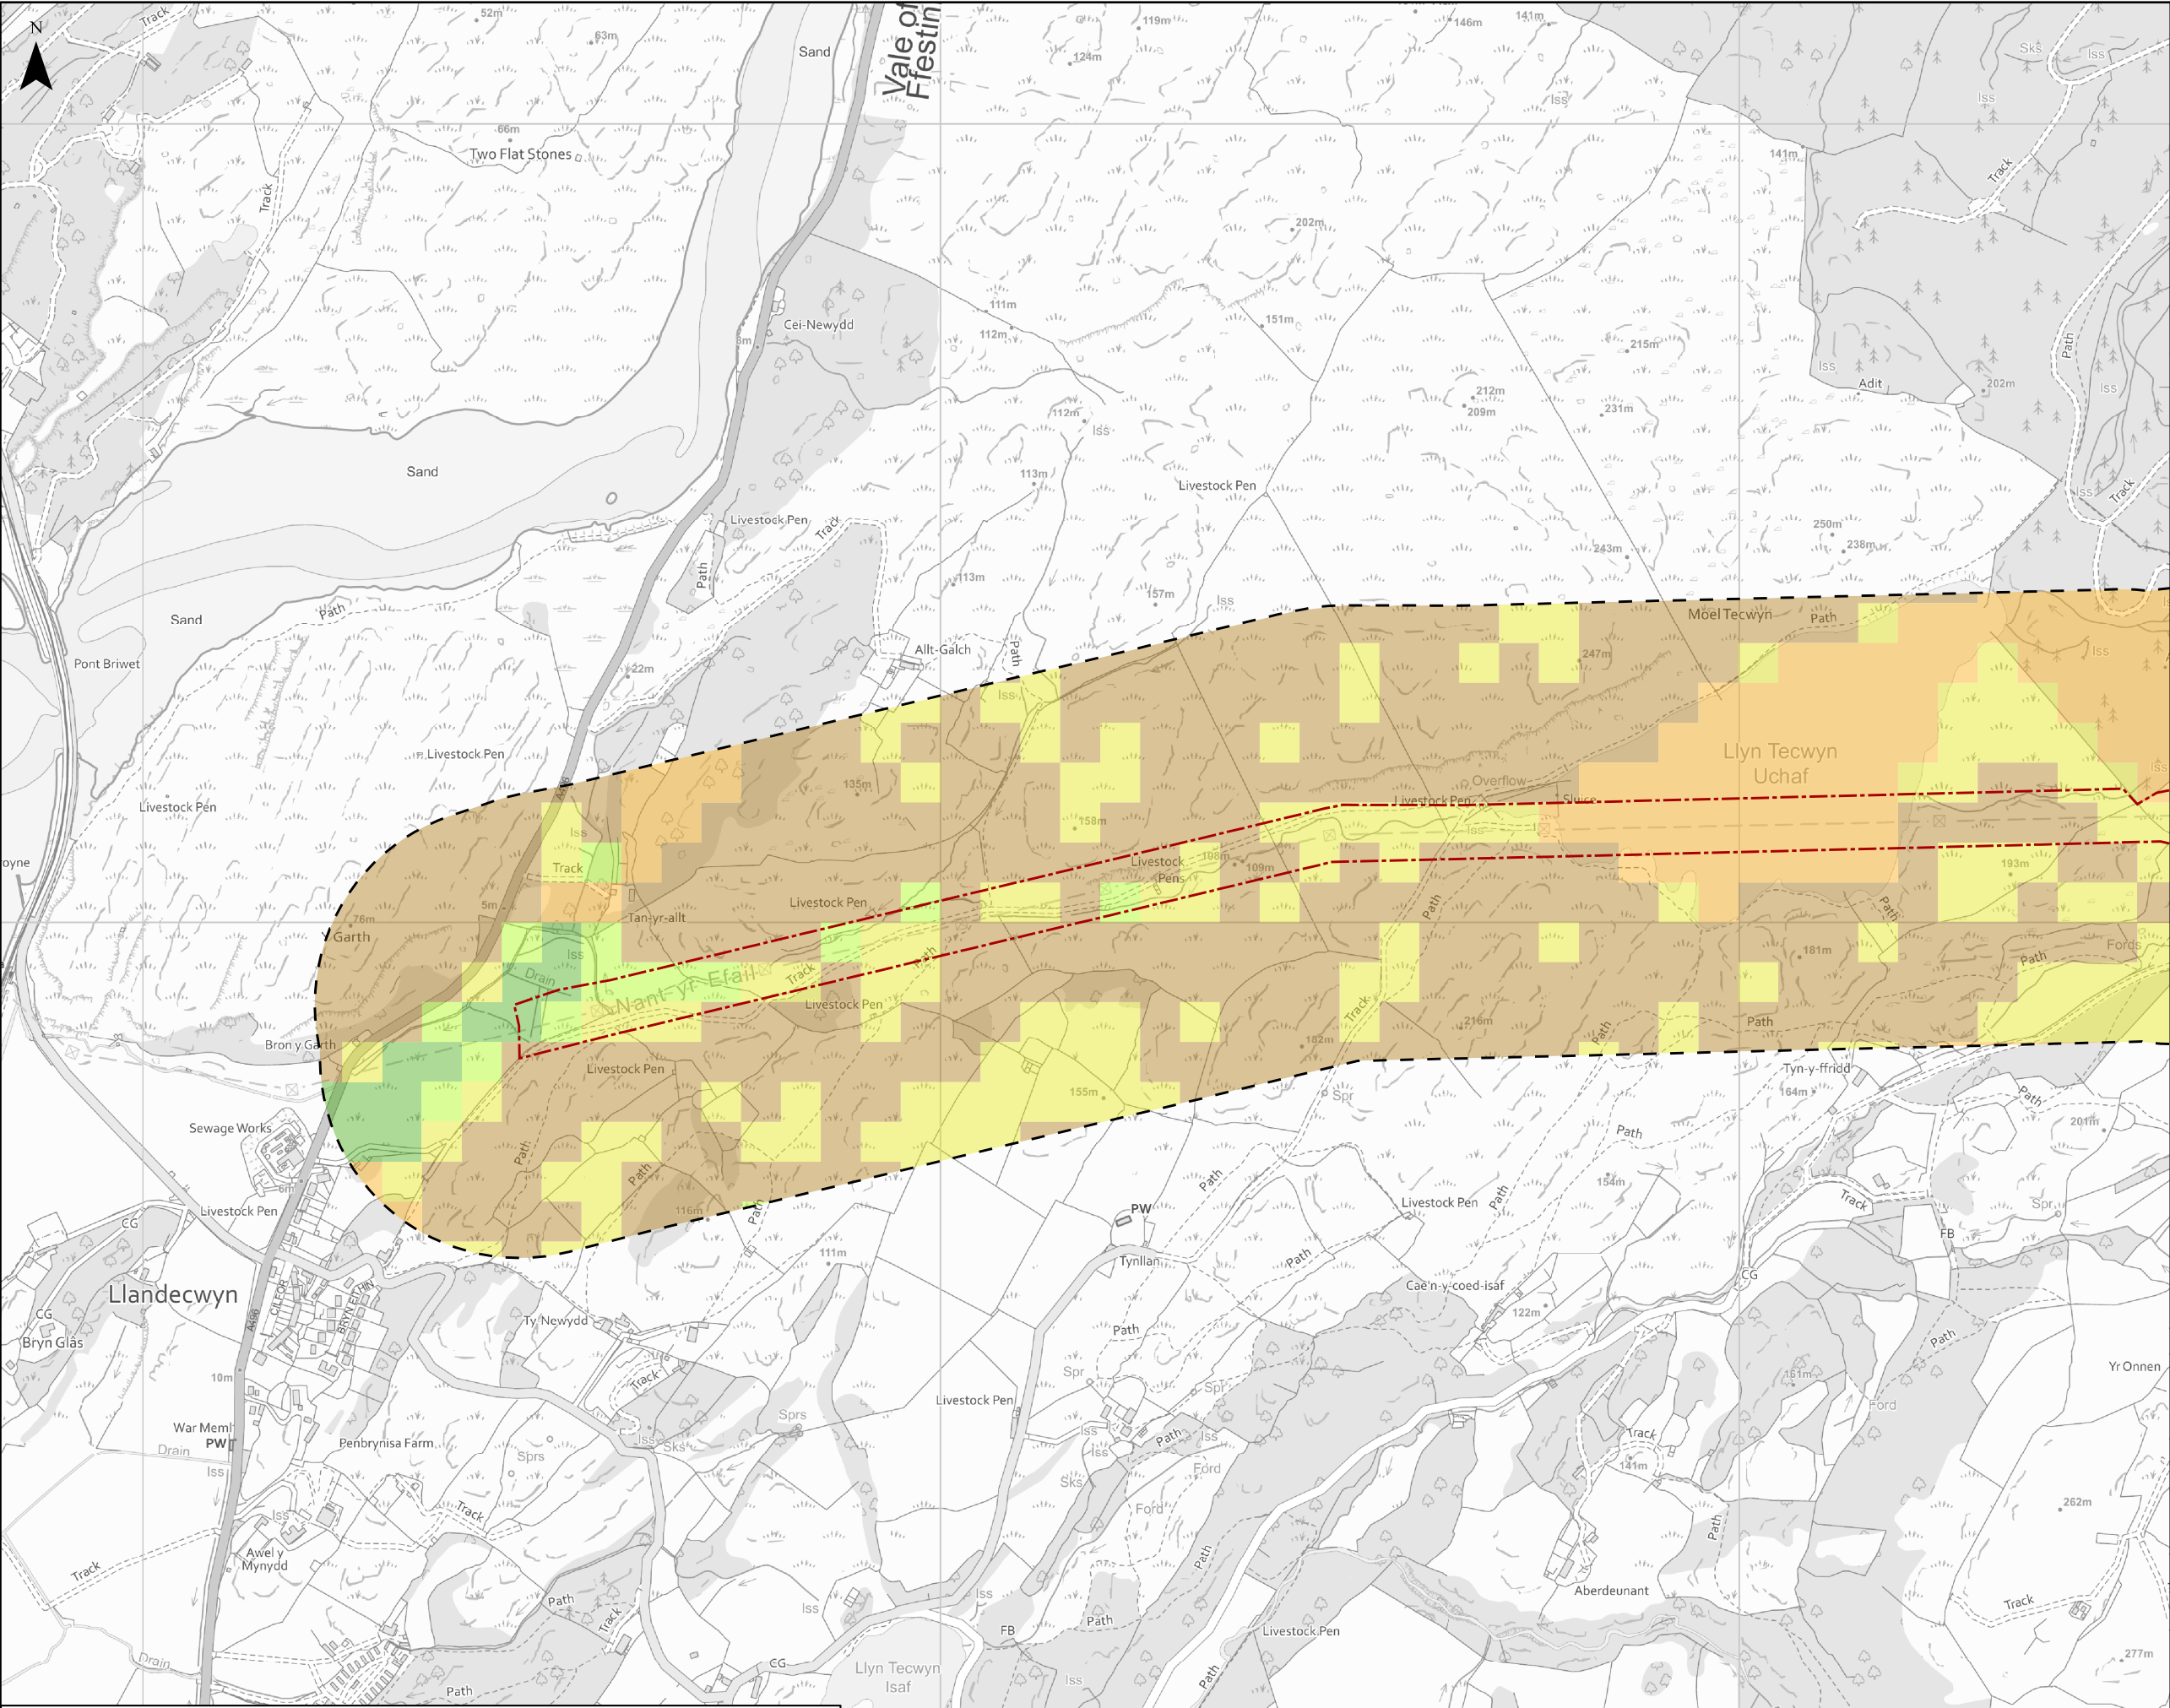 N
Track
52m
63m
Sand
Vale of
Ffestin
119m
124m
146m
141m
Sks
Iss
Iss
Iss
66m
Two Flat Stones
Track
141m
Track
202m
Cei-Newydd
8m
111m
112m
151m
215m
Iss
Adit
202m
Path
Iss
212m
209m
231m
112m
Iss
Sand
113m
Livestock Pen
Iss
Track
Livestock Pen
Track
250m
238m
243m
Path
113m
157m
Iss
Path
Sand
Moel Tecwyn
Path
Pont Briwet
Allt-Galch
Path
247m
Iss
22m
Iss
Livestock Pen
Llyn Tecwyn
Uchaf
Iss
Livestock Pen
A496
135m
Overflow
Livestock Pen
Sluice
Iss
158m
Iss
oyne
Track
Livestock
Pens
108m
109m
193m
5m
Livestock Pen
Tan-yr-allt
Path
Path
76m
Garth
Iss
Path
181m
Fords
Path
Drain
Nant-yr-Efail
Track
Livestock Pen
Track
216m
Path
Path
182m
Bron y Garth
Livestock Pen
155m
Spr
Tyn-y-ffridd
164m
Path
Sewage Works
Path
201m
Path
Path
6m
Livestock Pen
116m
Path
Path
154m
Path
Livestock Pen
Track
Spr
CG
PW
111m
FB
Tynllan
Path
CG
Llandecwyn
CILFOR
BRYN EITHIN
A496
Cae'n-y-coed-isaf
122m
CG
Bryn Glâs
Ty Newydd
Path
Path
Yr Onnen
10m
Track
Spr
Spr
161m
Livestock Pen
Ford
War Meml
PW
Drain
Penbrynisa Farm
Sprs
Iss
Sks
Sprs
Iss
Iss
Path
Iss
Track
141m
Iss
Sks
Ford
Iss
Track
Ford
262m
Path
Awel y
Mynydd
Track
Path
Aberdeunant
Path
Track
Iss
Iss
Track
FB
Path
Livestock Pen
Drain
CG
Llyn Tecwyn
Isaf
Iss
Path
277m
Path